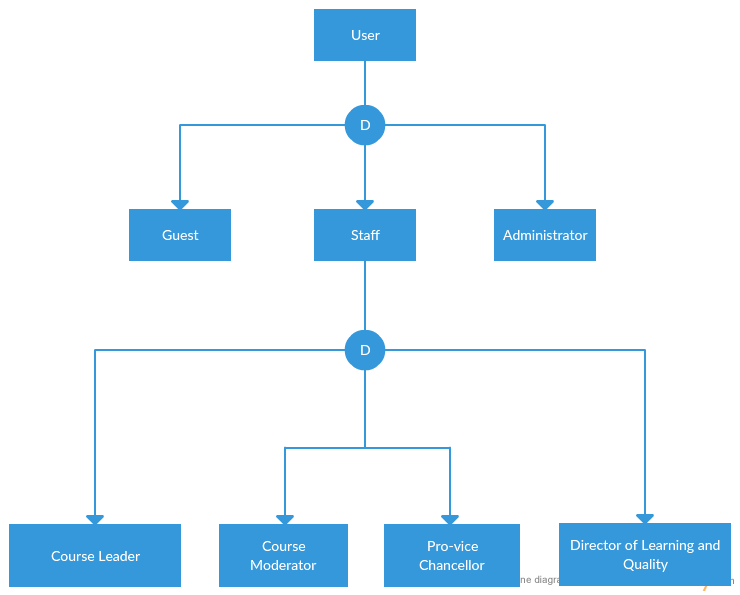 User
D
Guest
Staff
Administrator
D
Course Leader
Course
Moderator
Pro-vice
Chancellor
Director of Learning and
Quality